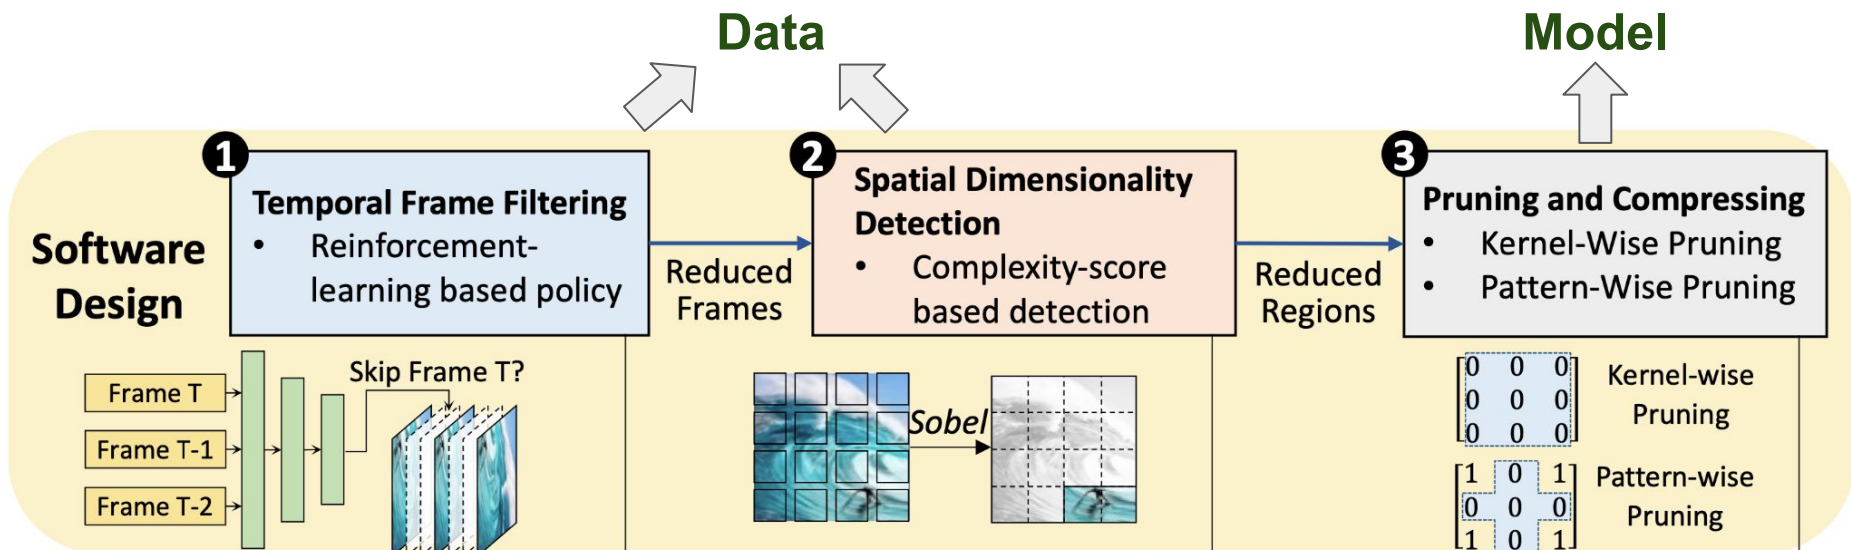 Data
Model
Software
Design
1
Temporal Frame Filtering
• Reinforcement-
learning based policy
Reduced
Frames
2
Spatial Dimensionality
Detection
• Complexity-score
based detection
Reduced
Regions
3
Pruning and Compressing
• Kernel-Wise Pruning
• Pattern-Wise Pruning
Frame T
Frame T-1
Frame T-2
Skip Frame T?
Sobel
0 0 0
0 0 0
0 0 0
Kernel-wise
Pruning
1 0 1
0 0 0
1 0 1
Pattern-wise
Pruning